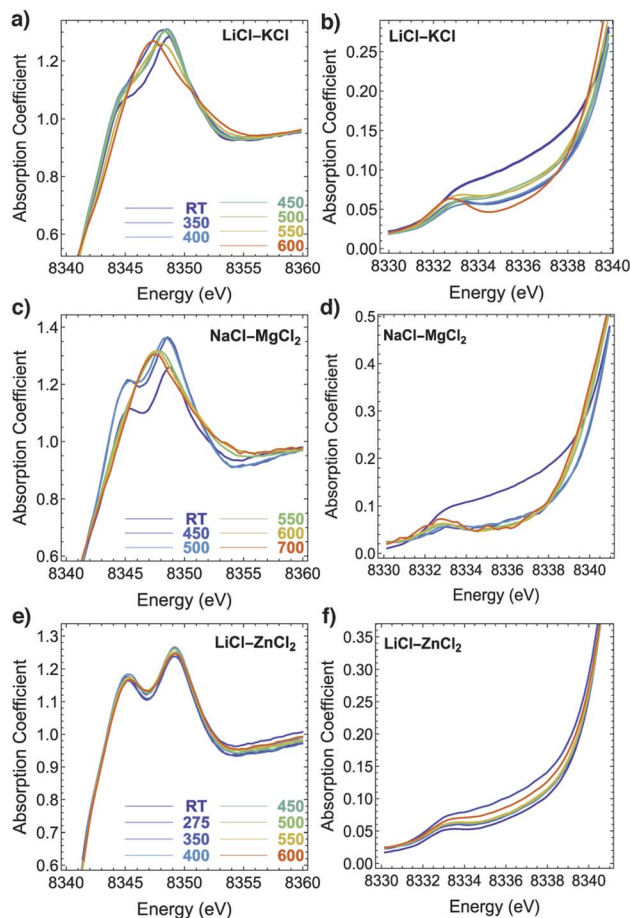 a)
LiCl–KCl
Absorption Coefficient
1.2
1.0
0.8
0.6
RT
350
400
450
500
550
600
8340 8345 8350 8355 8360
Energy (eV)
b)
LiCl–KCl
Absorption Coefficient
0.25
0.20
0.15
0.10
0.05
0.00
8330 8332 8334 8336 8338 8340
Energy (eV)
c)
NaCl–MgCl₂
Absorption Coefficient
1.4
1.2
1.0
0.8
0.6
RT
450
500
550
600
700
8340 8345 8350 8355 8360
Energy (eV)
d)
NaCl–MgCl₂
Absorption Coefficient
0.5
0.4
0.3
0.2
0.1
0.0
8330 8332 8334 8336 8338 8340
Energy (eV)
e)
LiCl–ZnCl₂
Absorption Coefficient
1.3
1.2
1.1
1.0
0.9
0.8
0.7
0.6
RT
275
350
400
450
500
550
600
8340 8345 8350 8355 8360
Energy (eV)
f)
LiCl–ZnCl₂
Absorption Coefficient
0.35
0.30
0.25
0.20
0.15
0.10
0.05
0.00
8330 8332 8334 8336 8338 8340
Energy (eV)